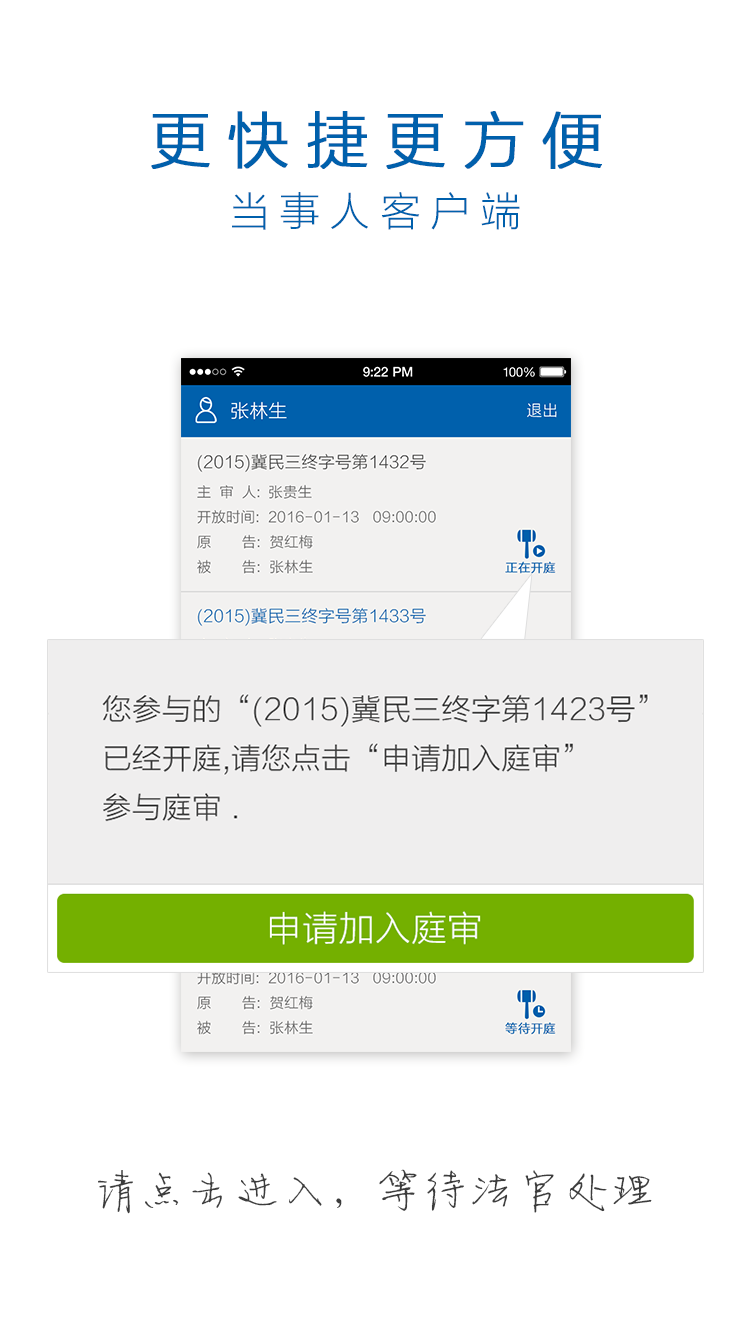 更快捷更方便
当事人客户端
9:22 PM 100%
张林生 退出
(2015)冀民三终字号第1432号
主 审 人: 张贵生
开放时间: 2016-01-13 09:00:00
原 告: 贺红梅
被 告: 张林生
正在开庭
(2015)冀民三终字号第1433号
您参与的“(2015)冀民三终字第1423号”
已经开庭,请您点击“申请加入庭审”
参与庭审 .
申请加入庭审
开放时间: 2016-01-13 09:00:00
原 告: 贺红梅
被 告: 张林生
等待开庭
请点击进入，等待法官处理